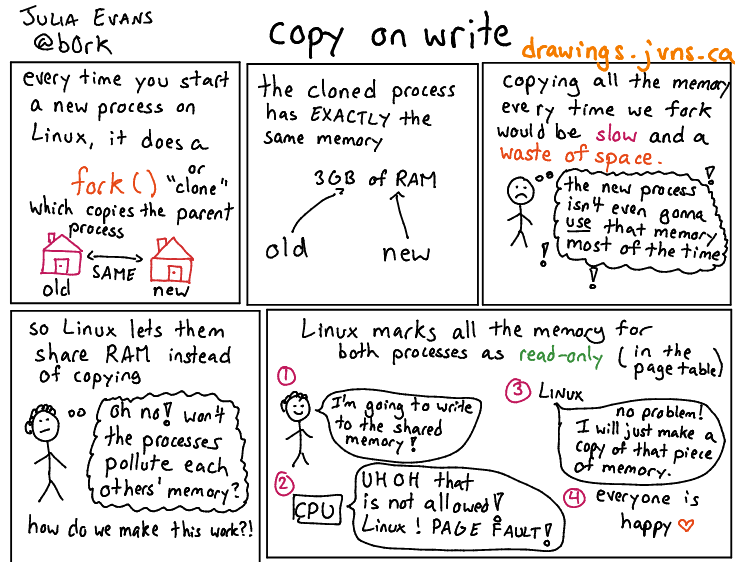 JULIA EVANS
@b0rk
copy on write
drawings.jvns.ca
every time you start
a new process on
Linux, it does a
fork() or "clone"
which copies the parent
process
SAME
old
new
the cloned process
has EXACTLY the
same memory
3GB of RAM
old
new
copying all the memory
every time we fork
would be slow and a
waste of space.
the new process
isn't even gonna
use that memory
most of the time
so Linux lets them
share RAM instead
of copying
oh no! won't
the processes
pollute each
others' memory?
how do we make this work?!
Linux marks all the memory for
both processes as read-only (in the
page table)
1
I'm going to write
to the shared
memory!
2
CPU
UH OH that
is not allowed!
Linux! PAGE FAULT!
3 LINUX
no problem!
I will just make a
copy of that piece
of memory.
4 everyone is
happy ♡